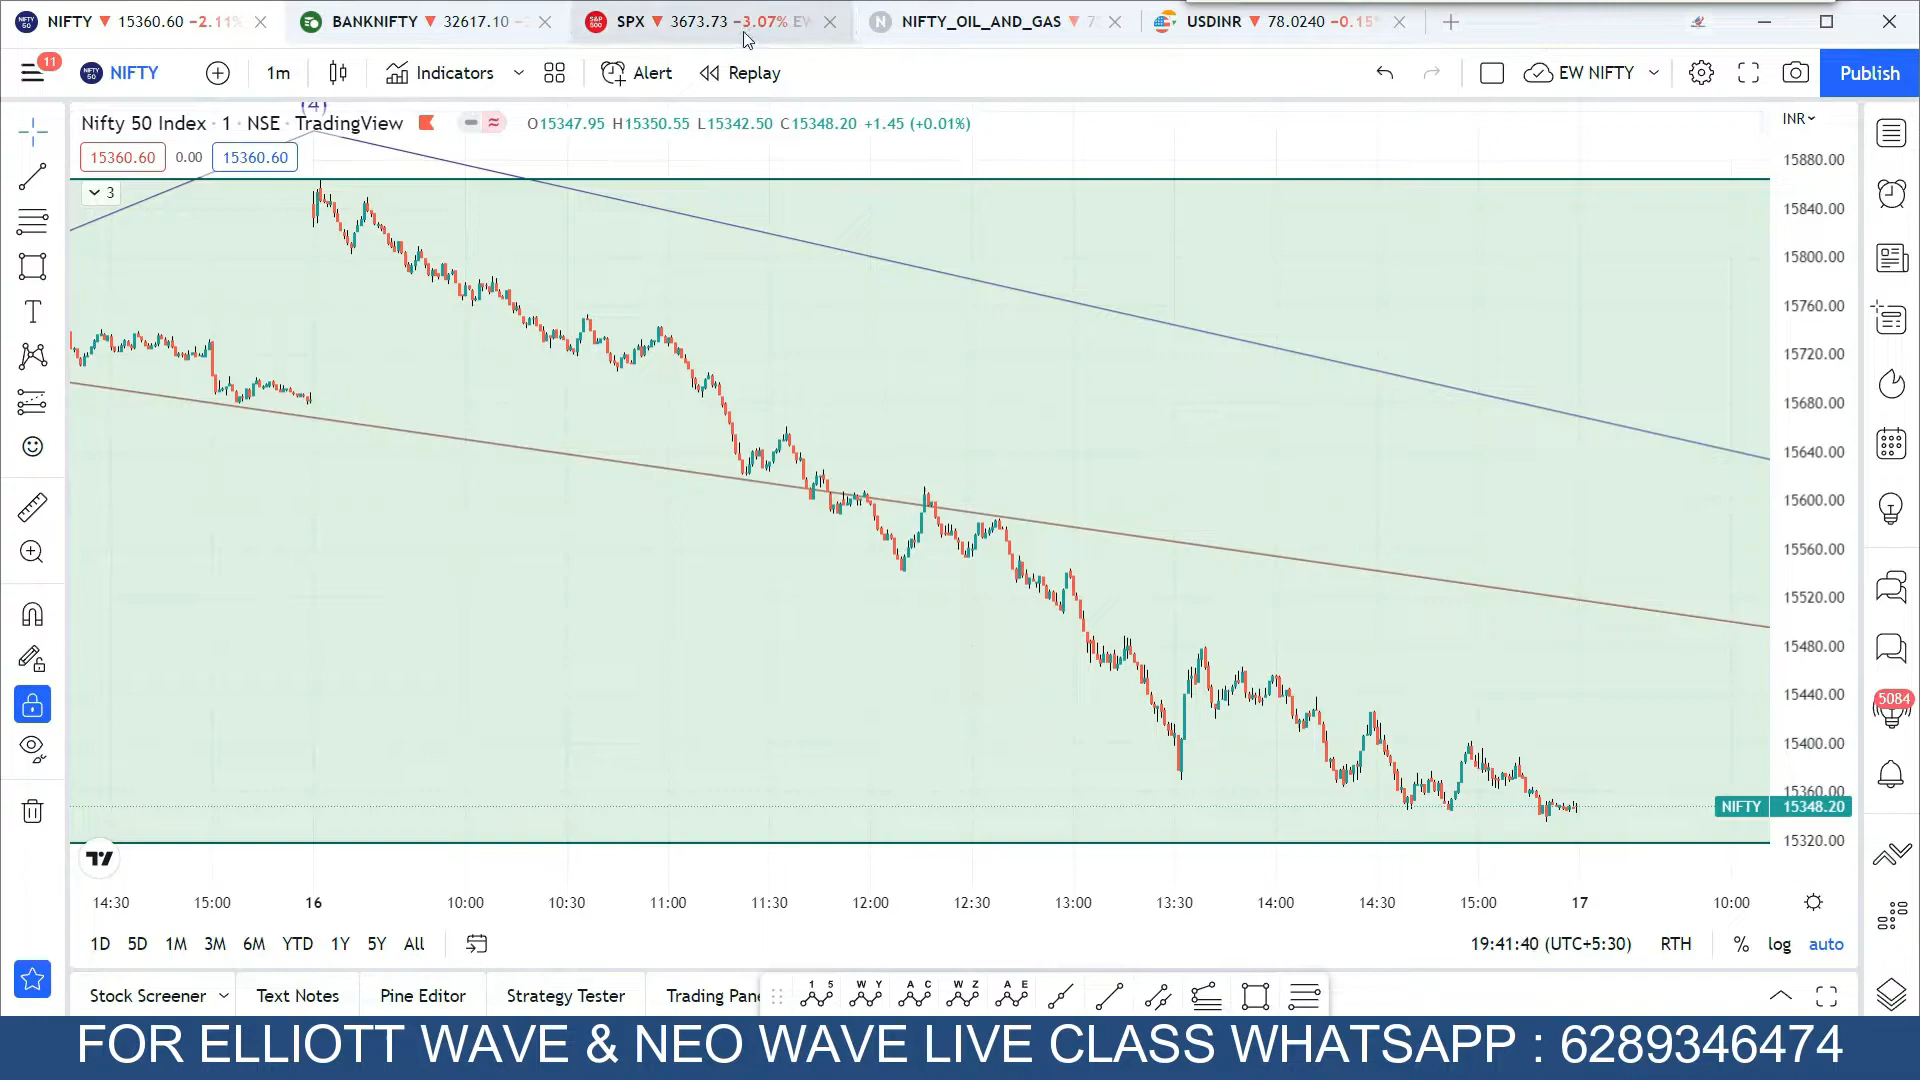 NIFTY 15360.60 −2.11%
BANKNIFTY 32617.10
SPX 3673.73 −3.07% EW
NIFTY_OIL_AND_GAS
USDINR 78.0240 −0.15
11
NIFTY
1m
Indicators
Alert
Replay
EW NIFTY
Publish
(4)
Nifty 50 Index · 1 · NSE · TradingView
O15347.95 H15350.55 L15342.50 C15348.20 +1.45 (+0.01%)
INR
15360.60 0.00 15360.60
3
15880.00
15840.00
15800.00
15760.00
15720.00
15680.00
15640.00
15600.00
15560.00
15520.00
15480.00
15440.00
15400.00
15360.00
NIFTY 15348.20
15320.00
5084
14:30 15:00 16 10:00 10:30 11:00 11:30 12:00 12:30 13:00 13:30 14:00 14:30 15:00 17 10:00
1D 5D 1M 3M 6M YTD 1Y 5Y All
19:41:40 (UTC+5:30) RTH % log auto
Stock Screener Text Notes Pine Editor Strategy Tester Trading Pane
1 5 W Y A C W Z A E
FOR ELLIOTT WAVE & NEO WAVE LIVE CLASS WHATSAPP : 6289346474